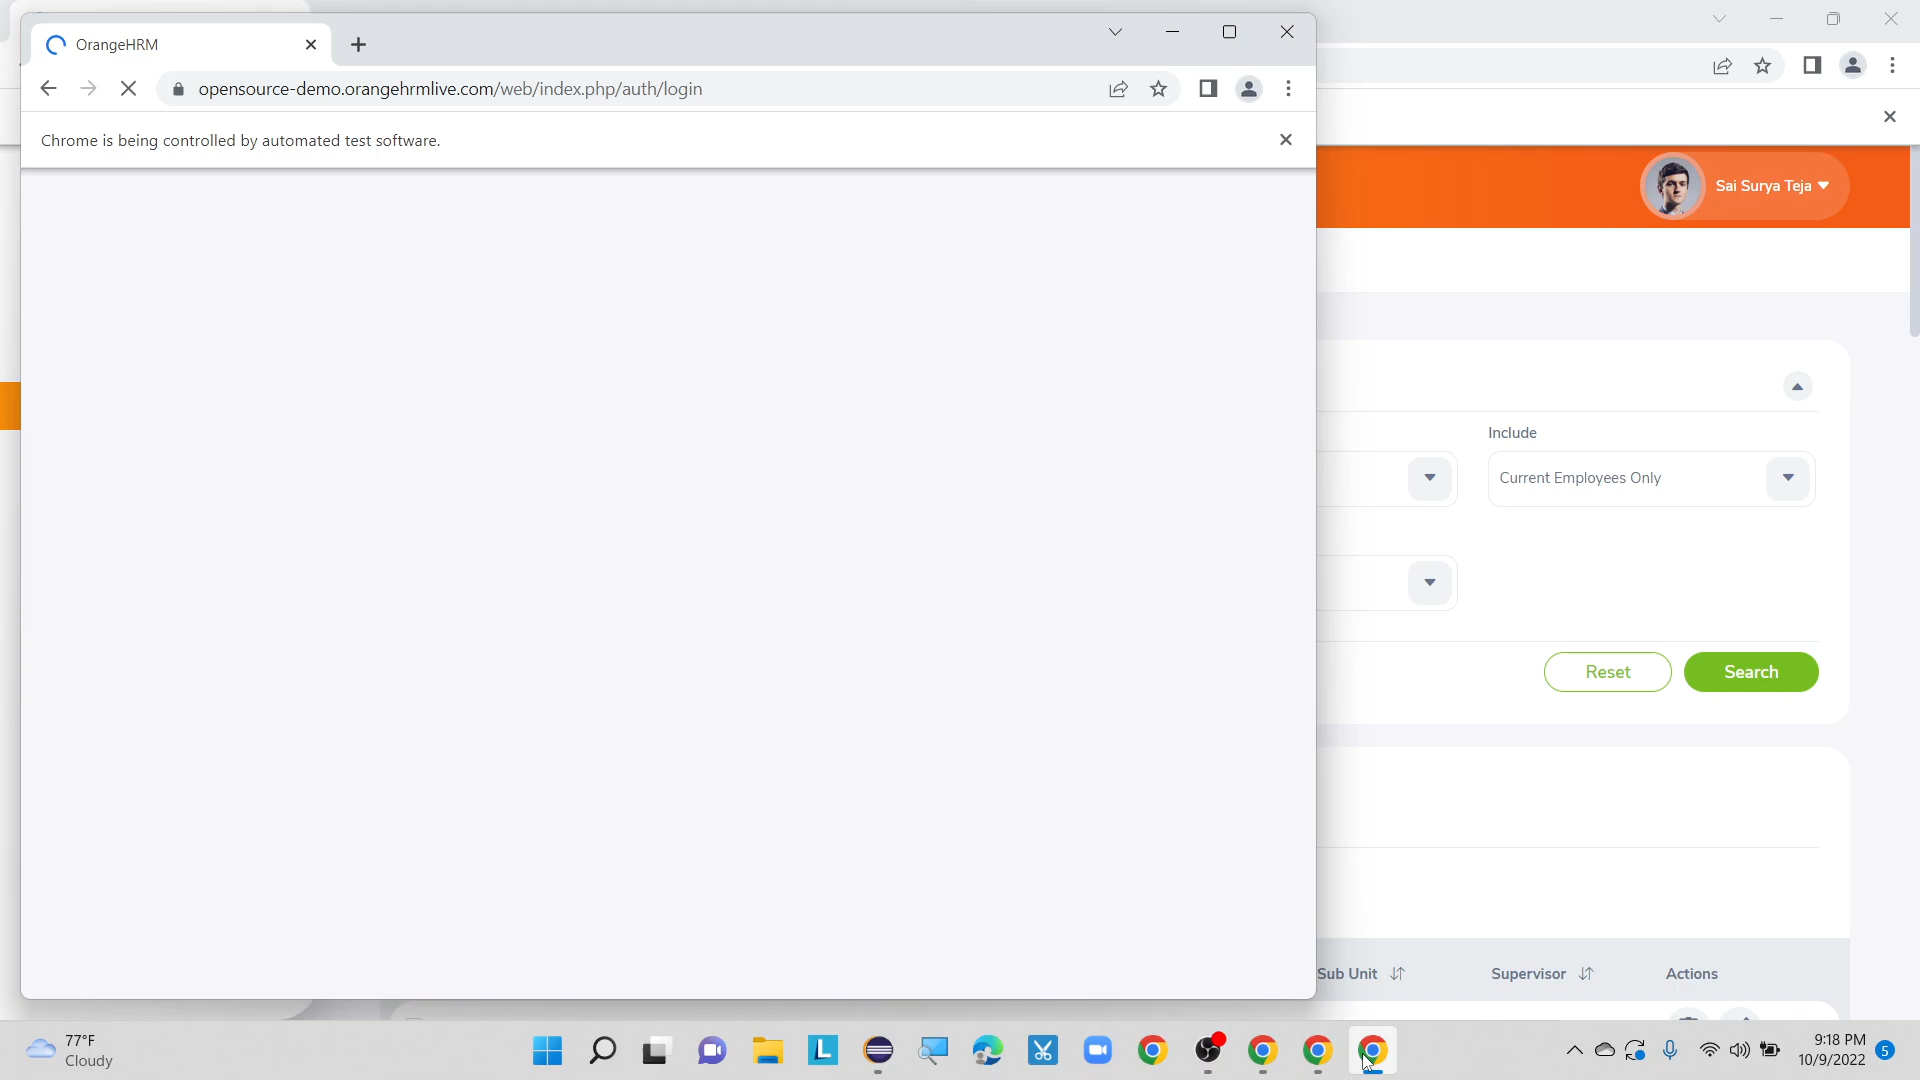 OrangeHRM
opensource-demo.orangehrmlive.com/web/index.php/auth/login
Chrome is being controlled by automated test software.
Sai Surya Teja
Include
Current Employees Only
Reset
Search
Sub Unit
Supervisor
Actions
77°F
Cloudy
L
9:18 PM
10/9/2022
5